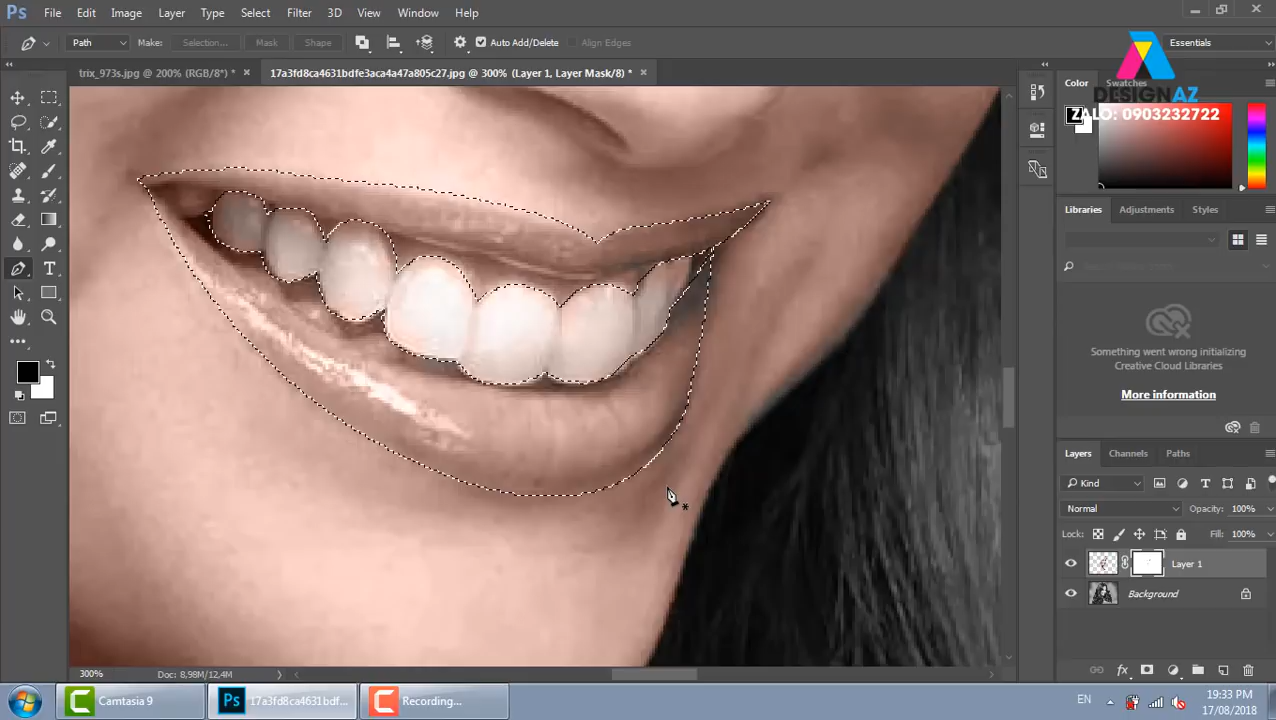 Ps File Edit Image Layer Type Select Filter 3D View Window Help
Path Make: Selection... Mask Shape Auto Add/Delete Align Edges Essentials
trix_973s.jpg @ 200% (RGB/8*) * × 17a3fd8ca4631bdfe3aca4a47a805c27.jpg @ 300% (Layer 1, Layer Mask/8) * ×
DESIGNAZ
ZALO: 0903232722
Color Swatches
Libraries Adjustments Styles
Something went wrong initializing
Creative Cloud Libraries
More information
Layers Channels Paths
Kind
Normal Opacity: 100%
Lock: Fill: 100%
Layer 1
Background
fx
300% Doc: 8,98M/12,4M
Camtasia 9 Ps 17a3fd8ca4631bdf... Recording... EN 19:33 PM
17/08/2018